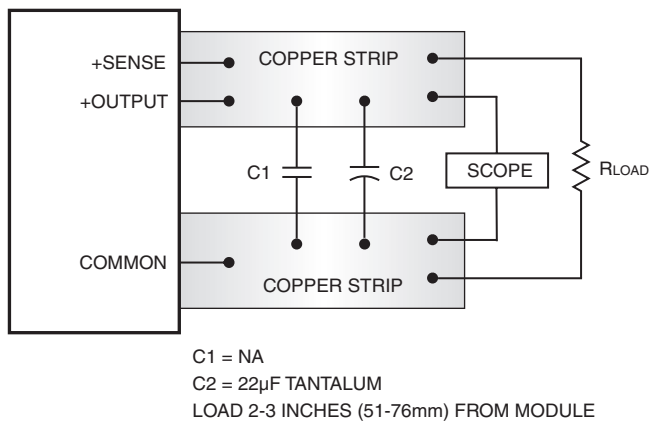 +SENSE
COPPER STRIP
+OUTPUT
C1
C2
SCOPE
RLOAD
COMMON
COPPER STRIP
C1 = NA
C2 = 22µF TANTALUM
LOAD 2-3 INCHES (51-76mm) FROM MODULE